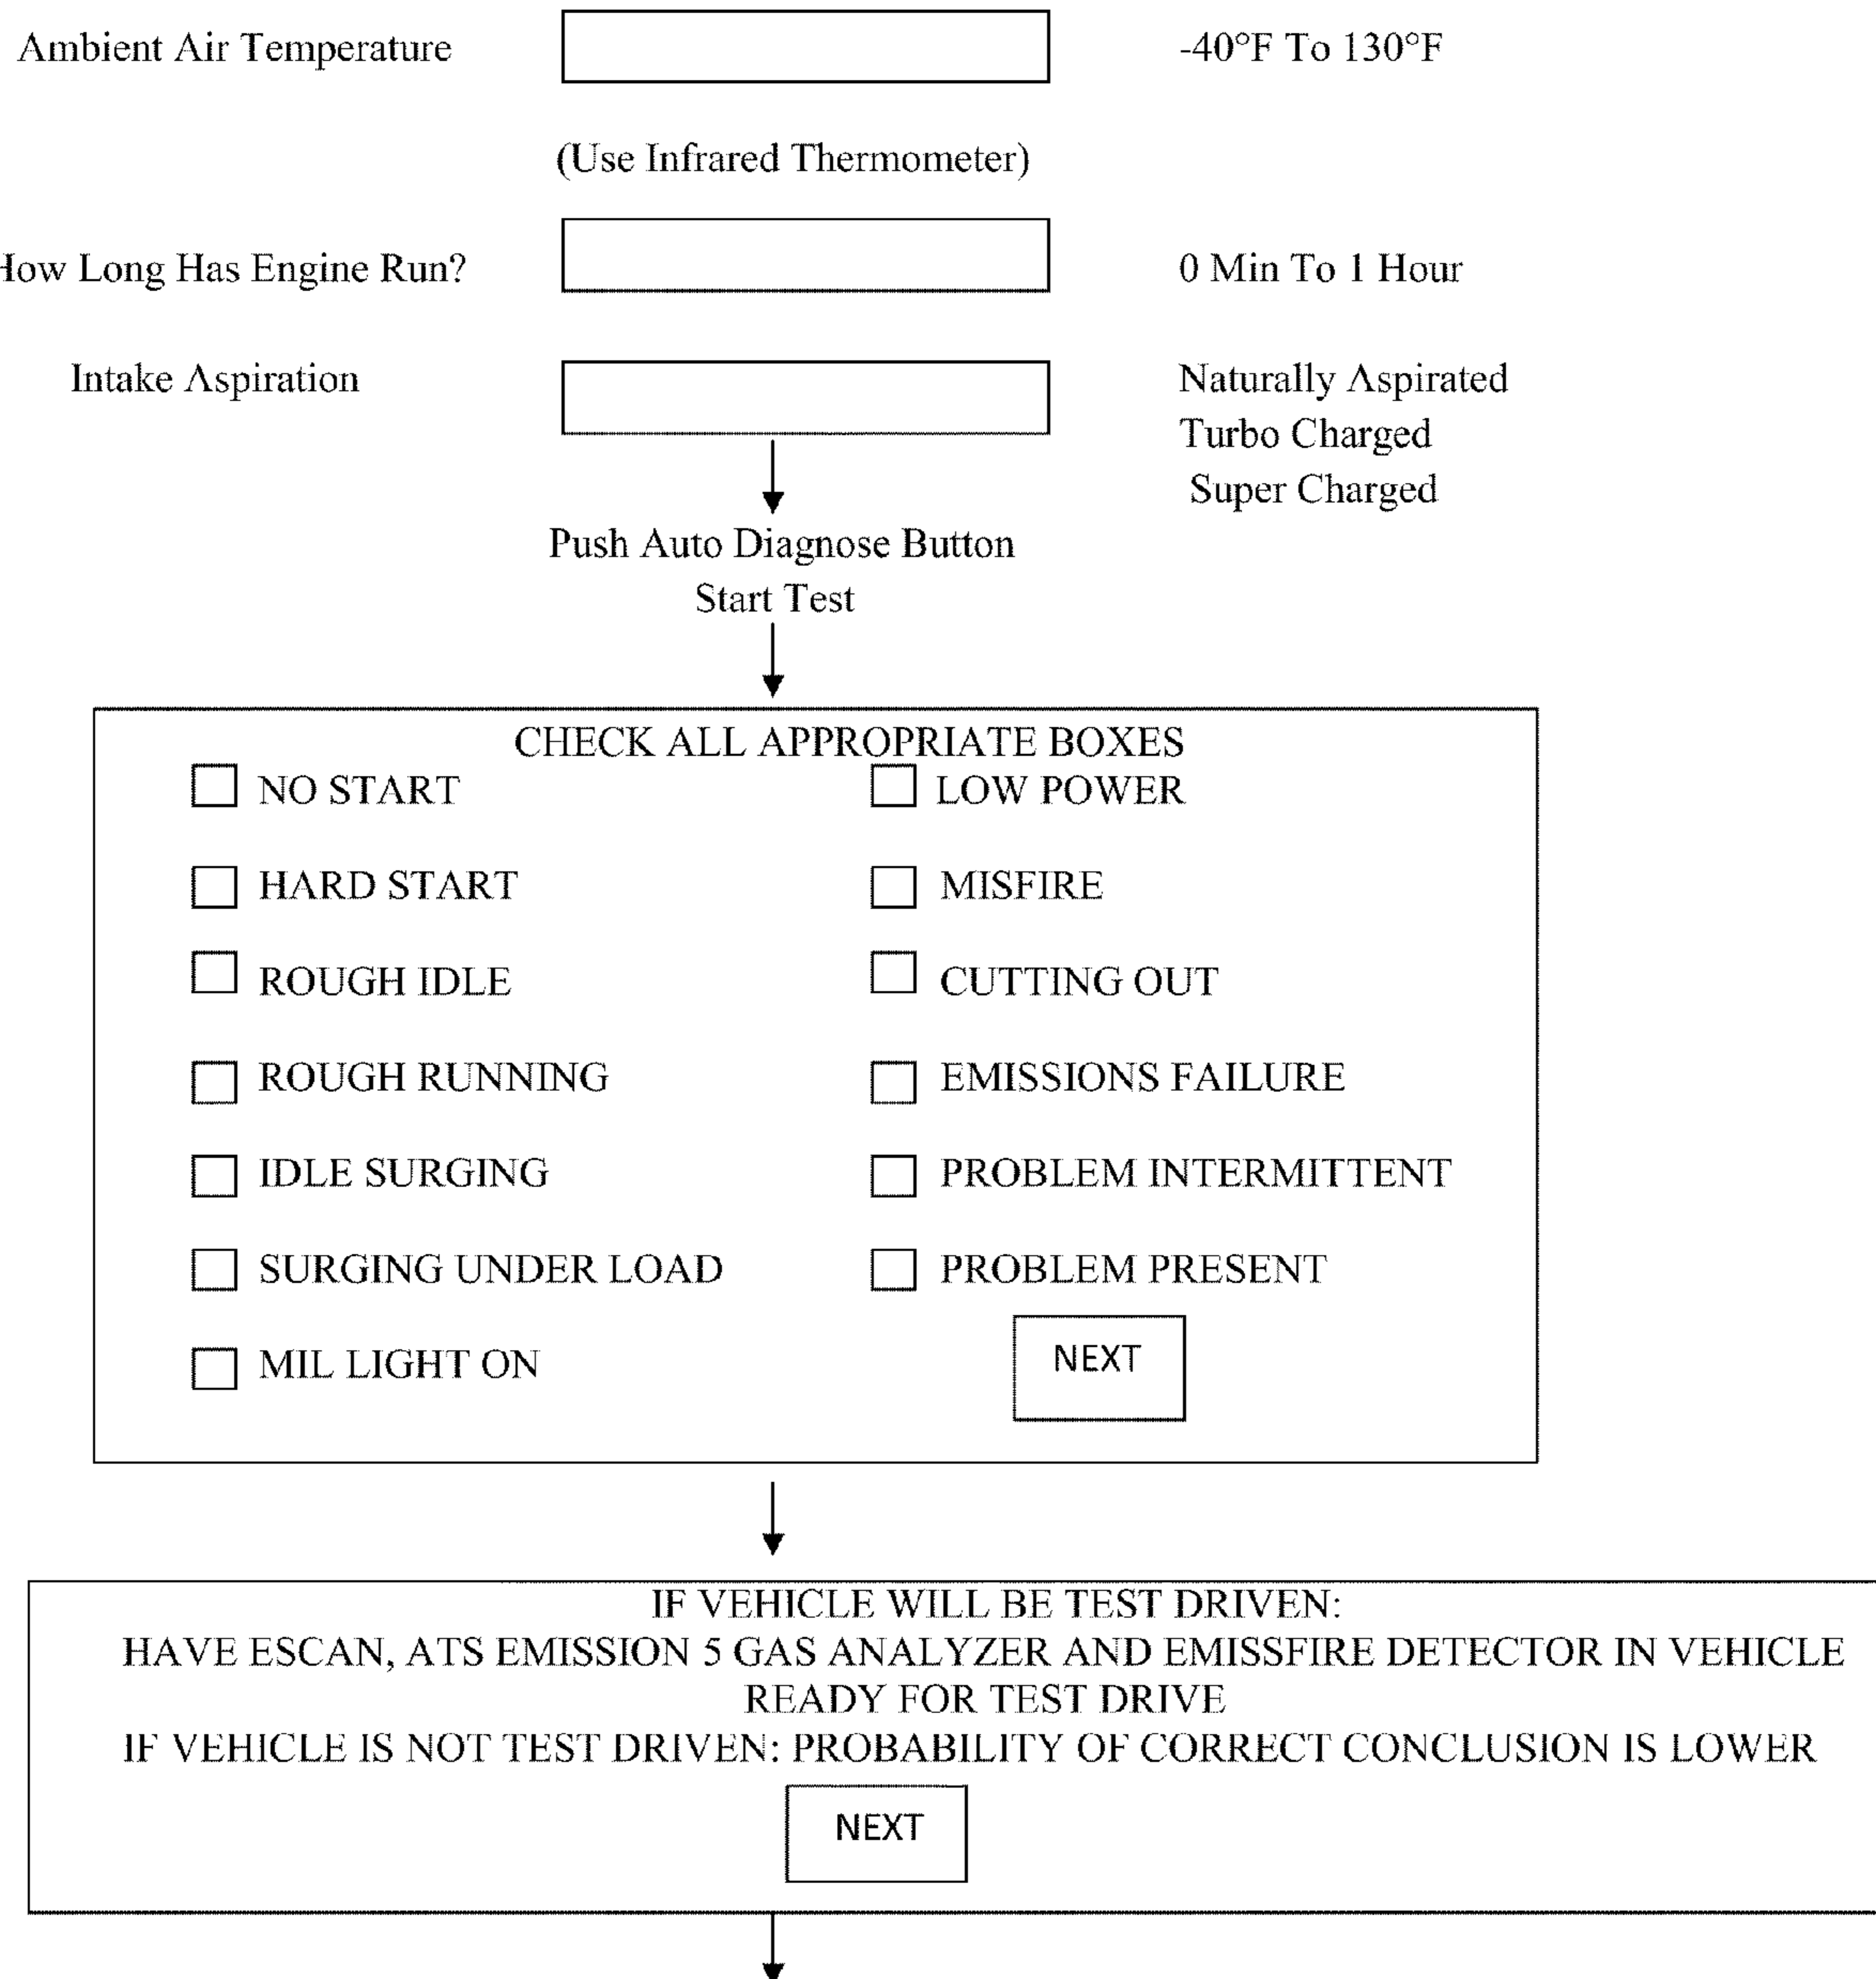 Ambient Air Temperature -40°F To 130°F
(Use Infrared Thermometer)
How Long Has Engine Run? 0 Min To 1 Hour
Intake Aspiration Naturally Aspirated
Turbo Charged
Super Charged
Push Auto Diagnose Button
Start Test
CHECK ALL APPROPRIATE BOXES
NO START LOW POWER
HARD START MISFIRE
ROUGH IDLE CUTTING OUT
ROUGH RUNNING EMISSIONS FAILURE
IDLE SURGING PROBLEM INTERMITTENT
SURGING UNDER LOAD PROBLEM PRESENT
MIL LIGHT ON NEXT
IF VEHICLE WILL BE TEST DRIVEN:
HAVE ESCAN, ATS EMISSION 5 GAS ANALYZER AND EMISSFIRE DETECTOR IN VEHICLE
READY FOR TEST DRIVE
IF VEHICLE IS NOT TEST DRIVEN: PROBABILITY OF CORRECT CONCLUSION IS LOWER
NEXT